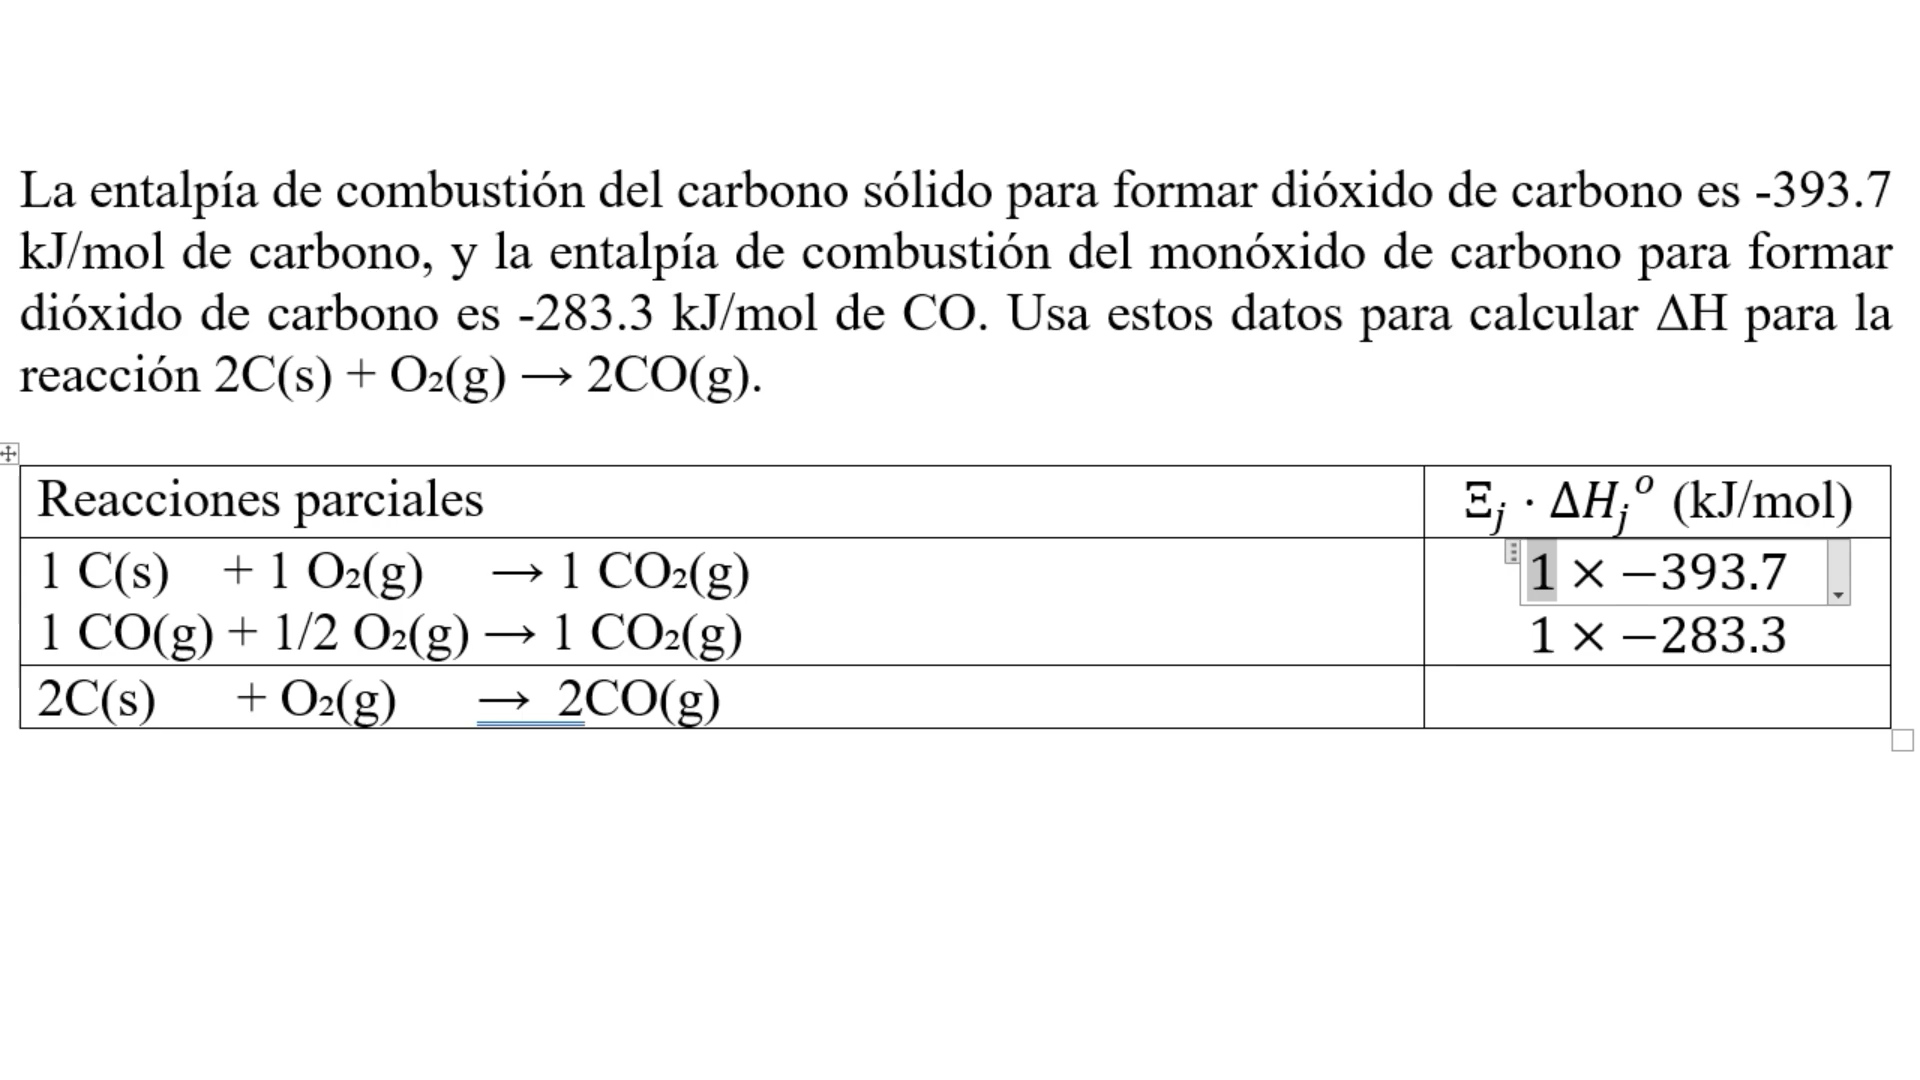 La entalpía de combustión del carbono sólido para formar dióxido de carbono es -393.7
kJ/mol de carbono, y la entalpía de combustión del monóxido de carbono para formar
dióxido de carbono es -283.3 kJ/mol de CO. Usa estos datos para calcular ΔH para la
reacción 2C(s) + O₂(g) → 2CO(g).
Reacciones parciales Ξⱼ · ΔHⱼº (kJ/mol)
1 C(s) + 1 O₂(g) → 1 CO₂(g) 1 × −393.7
1 CO(g) + 1/2 O₂(g) → 1 CO₂(g) 1 × −283.3
2C(s) + O₂(g) → 2CO(g)